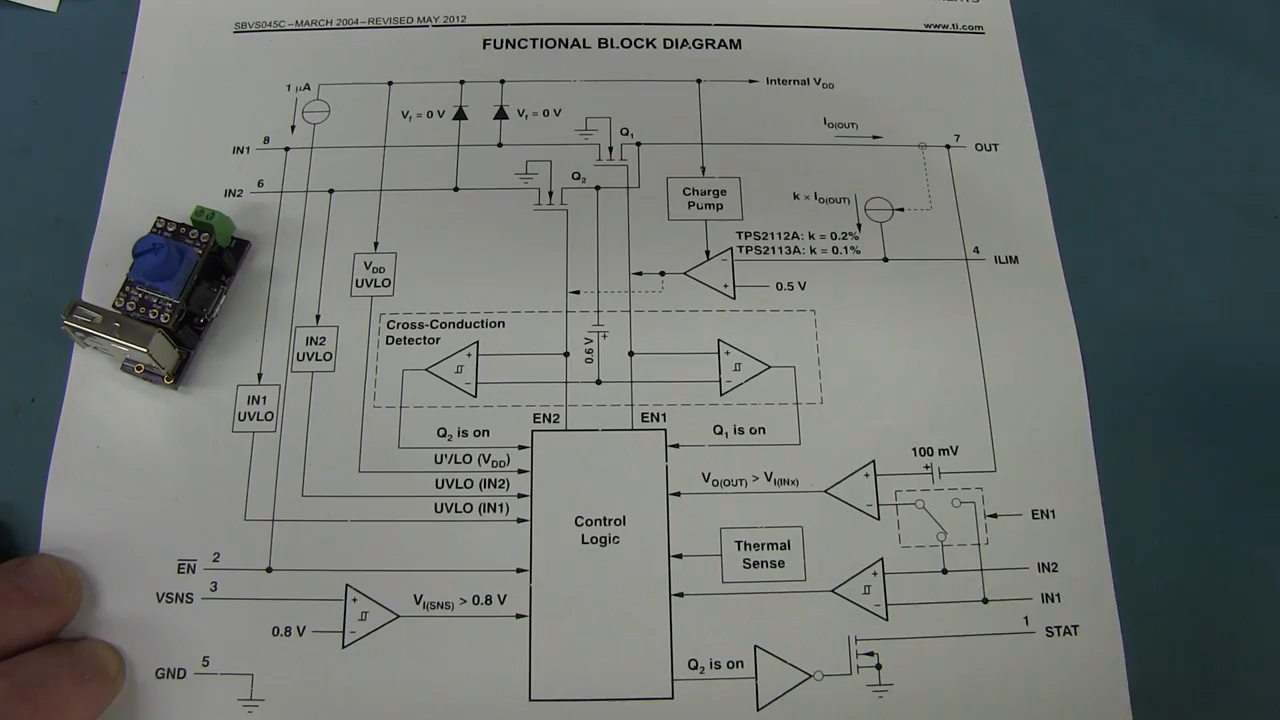 SBVS045C–MARCH 2004–REVISED MAY 2012
www.ti.com
FUNCTIONAL BLOCK DIAGRAM
1 µA
Internal VDD
Vf = 0 V
Vf = 0 V
Q1
IO(OUT)
IN1
8
7
OUT
IN2
6
Q2
Charge
Pump
k × IO(OUT)
TPS2112A: k = 0.2%
TPS2113A: k = 0.1%
4
ILIM
VDD
UVLO
0.5 V
Cross-Conduction
Detector
IN2
UVLO
0.6 V
IN1
UVLO
EN2
EN1
Q2 is on
Q1 is on
UVLO (VDD)
UVLO (IN2)
UVLO (IN1)
100 mV
VO(OUT) > VI(INx)
EN1
Control
Logic
Thermal
Sense
EN
2
IN2
VSNS
3
VI(SNS) > 0.8 V
IN1
0.8 V
1
STAT
GND
5
Q2 is on